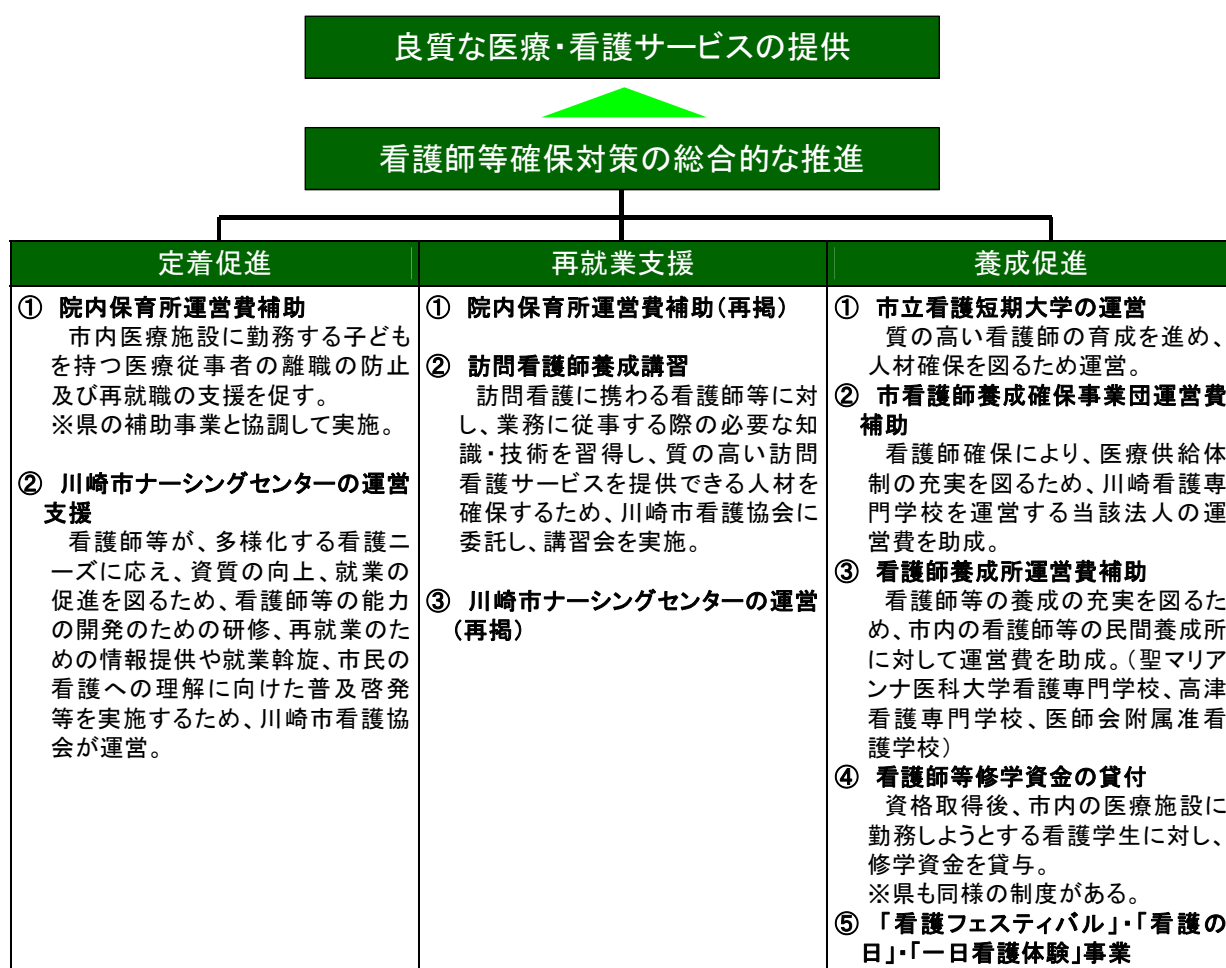 良質な医療・看護サービスの提供
看護師等確保対策の総合的な推進
定着促進
① 院内保育所運営費補助
市内医療施設に勤務する子ども
を持つ医療従事者の離職の防止
及び再就職の支援を促す。
※県の補助事業と協調して実施。
② 川崎市ナーシングセンターの運営
支援
看護師等が、多様化する看護ニ
ーズに応え、資質の向上、就業の
促進を図るため、看護師等の能力
の開発のための研修、再就業のた
めの情報提供や就業斡旋、市民の
看護への理解に向けた普及啓発
等を実施するため、川崎市看護協
会が運営。
再就業支援
① 院内保育所運営費補助(再掲)
② 訪問看護師養成講習
訪問看護に携わる看護師等に対
し、業務に従事する際の必要な知
識・技術を習得し、質の高い訪問
看護サービスを提供できる人材を
確保するため、川崎市看護協会に
委託し、講習会を実施。
③ 川崎市ナーシングセンターの運営
(再掲)
養成促進
① 市立看護短期大学の運営
質の高い看護師の育成を進め、
人材確保を図るため運営。
② 市看護師養成確保事業団運営費
補助
看護師確保により、医療供給体
制の充実を図るため、川崎看護専
門学校を運営する当該法人の運
営費を助成。
③ 看護師養成所運営費補助
看護師等の養成の充実を図るた
め、市内の看護師等の民間養成所
に対して運営費を助成。(聖マリア
ンナ医科大学看護専門学校、高津
看護専門学校、医師会附属准看
護学校)
④ 看護師等修学資金の貸付
資格取得後、市内の医療施設に
勤務しようとする看護学生に対し、
修学資金を貸与。
※県も同様の制度がある。
⑤ 「看護フェスティバル」・「看護の
日」・「一日看護体験」事業